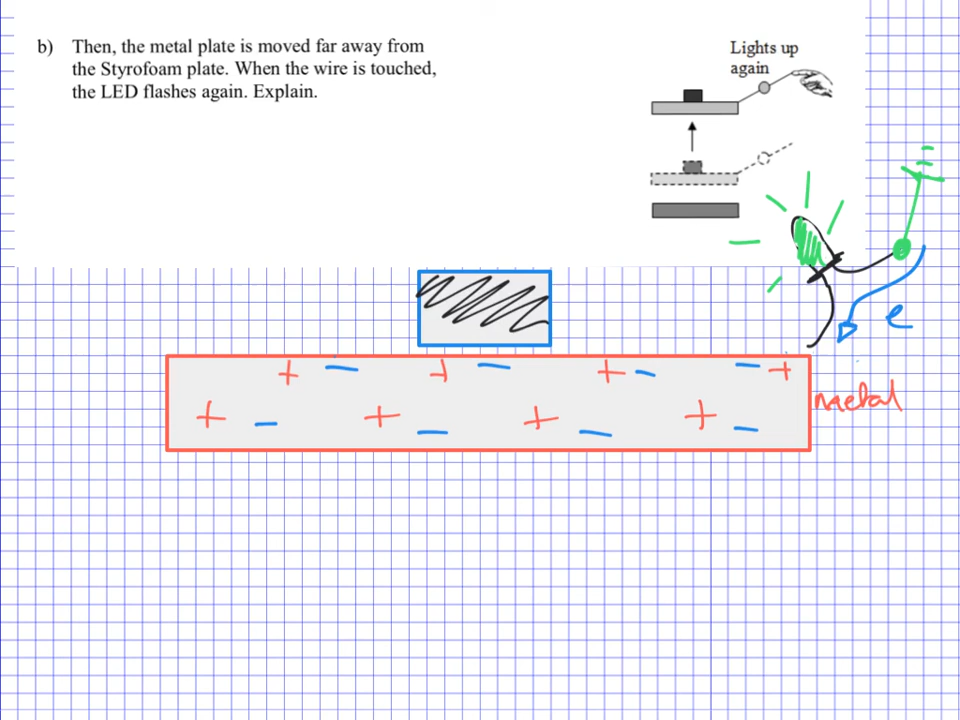 b) Then, the metal plate is moved far away from
the Styrofoam plate. When the wire is touched,
the LED flashes again. Explain.
Lights up
again
e
+ − + − + − − +
metal
+ − + − + − + −